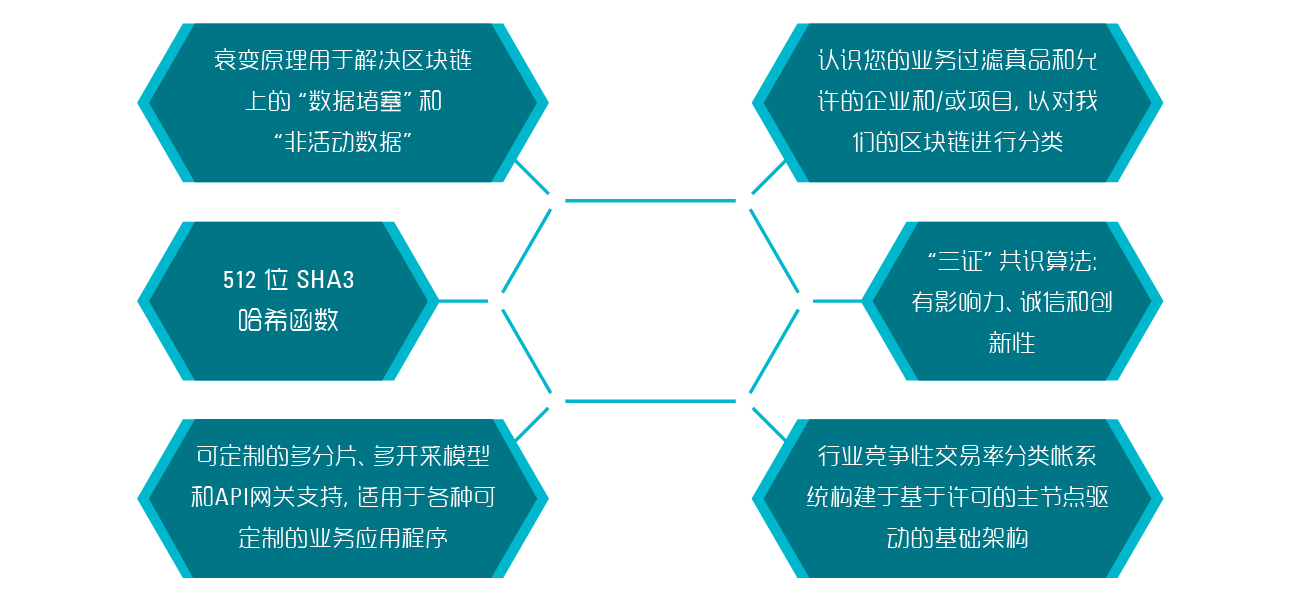 衰变原理用于解决区块链
上的 “数据堵塞” 和
“非活动数据”
认识您的业务过滤真品和允
许的企业和/或项目, 以对我
们的区块链进行分类
512 位 SHA3
哈希函数
“三证” 共识算法:
有影响力、诚信和创
新性
可定制的多分片、多开采模型
和API网关支持, 适用于各种可
定制的业务应用程序
行业竞争性交易率分类帐系
统构建于基于许可的主节点驱
动的基础架构